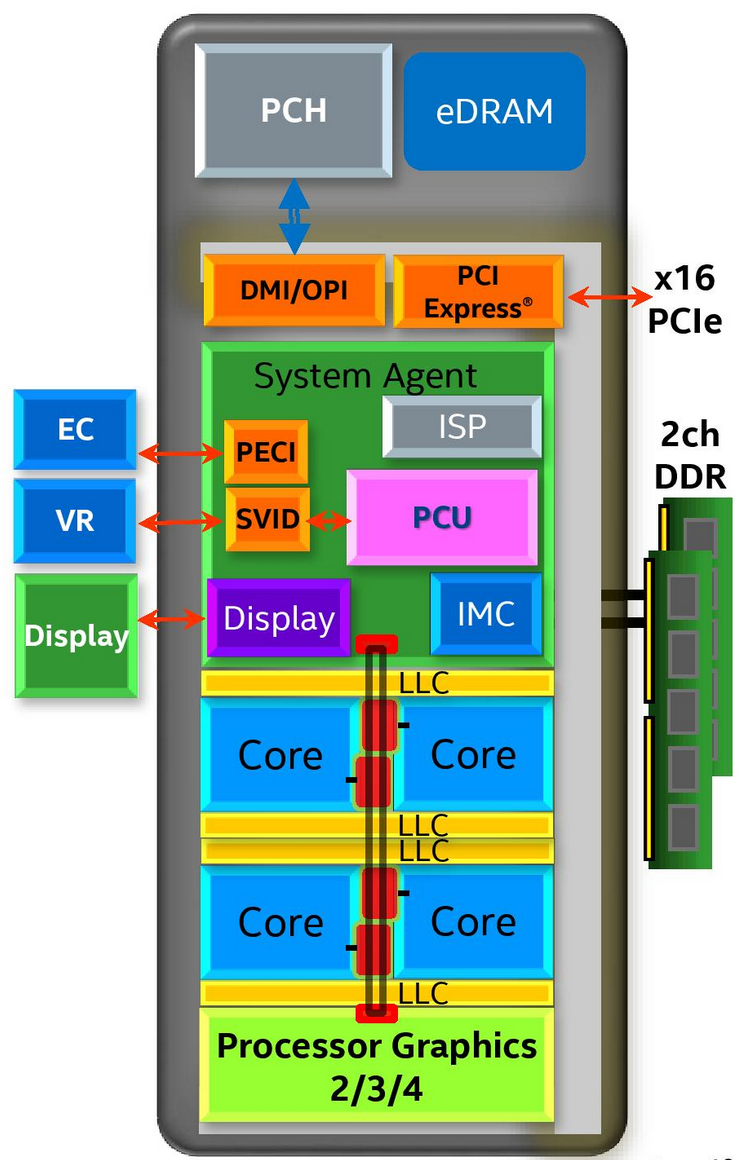 PCH
eDRAM
DMI/OPI
PCI
Express®
x16
PCIe
System Agent
ISP
EC
PECI
2ch
DDR
VR
SVID
PCU
Display
Display
IMC
LLC
Core
Core
LLC
LLC
Core
Core
LLC
Processor Graphics
2/3/4